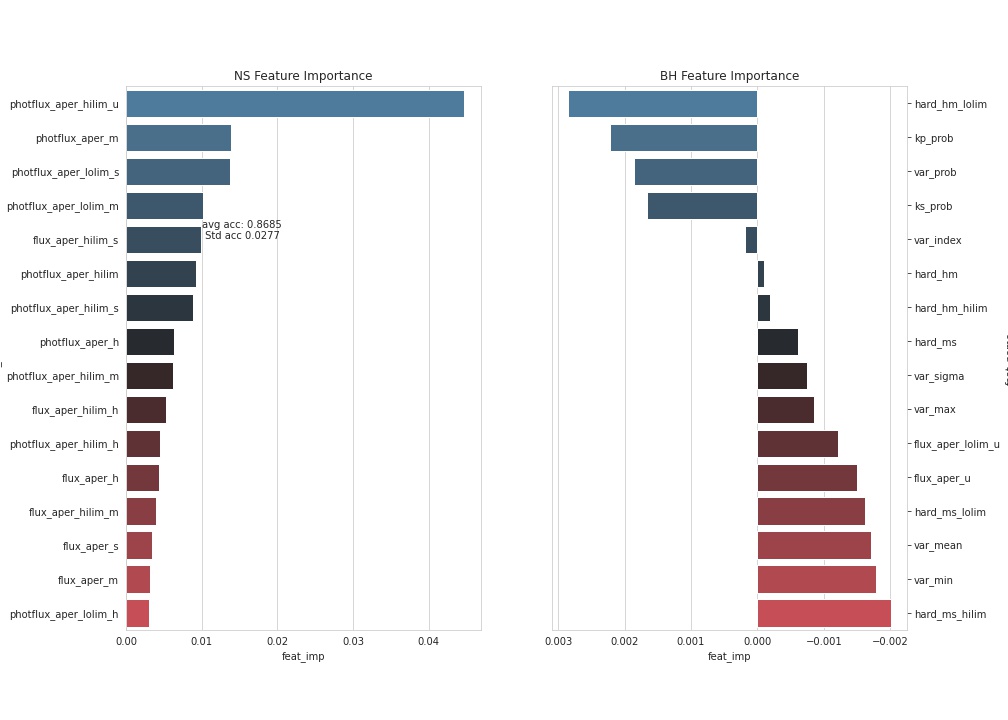 NS Feature Importance
photflux_aper_hilim_u
photflux_aper_m
photflux_aper_lolim_s
photflux_aper_lolim_m
flux_aper_hilim_s
photflux_aper_hilim
photflux_aper_hilim_s
photflux_aper_h
photflux_aper_hilim_m
flux_aper_hilim_h
photflux_aper_hilim_h
flux_aper_h
flux_aper_hilim_m
flux_aper_s
flux_aper_m
photflux_aper_lolim_h
avg acc: 0.8685
Std acc 0.0277
0.00 0.01 0.02 0.03 0.04
feat_imp
BH Feature Importance
hard_hm_lolim
kp_prob
var_prob
ks_prob
var_index
hard_hm
hard_hm_hilim
hard_ms
var_sigma
var_max
flux_aper_lolim_u
flux_aper_u
hard_ms_lolim
var_mean
var_min
hard_ms_hilim
0.003 0.002 0.001 0.000 −0.001 −0.002
feat_imp